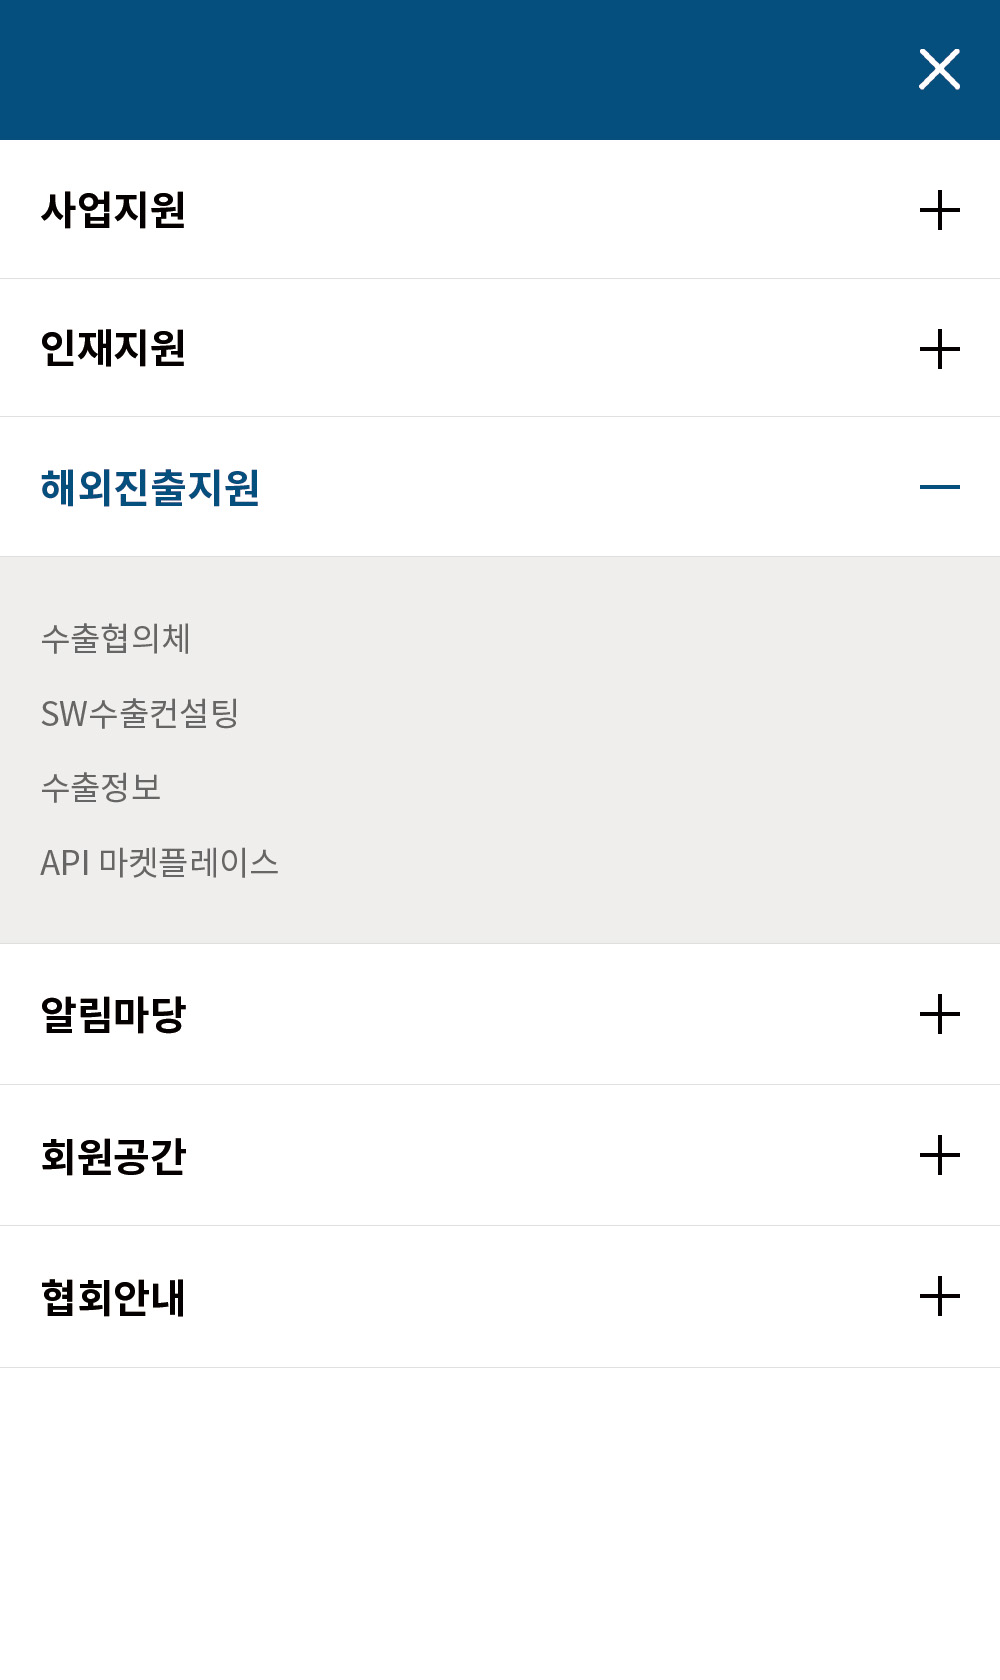 사업지원
인재지원
해외진출지원
수출협의체
SW수출컨설팅
수출정보
API 마켓플레이스
알림마당
회원공간
협회안내